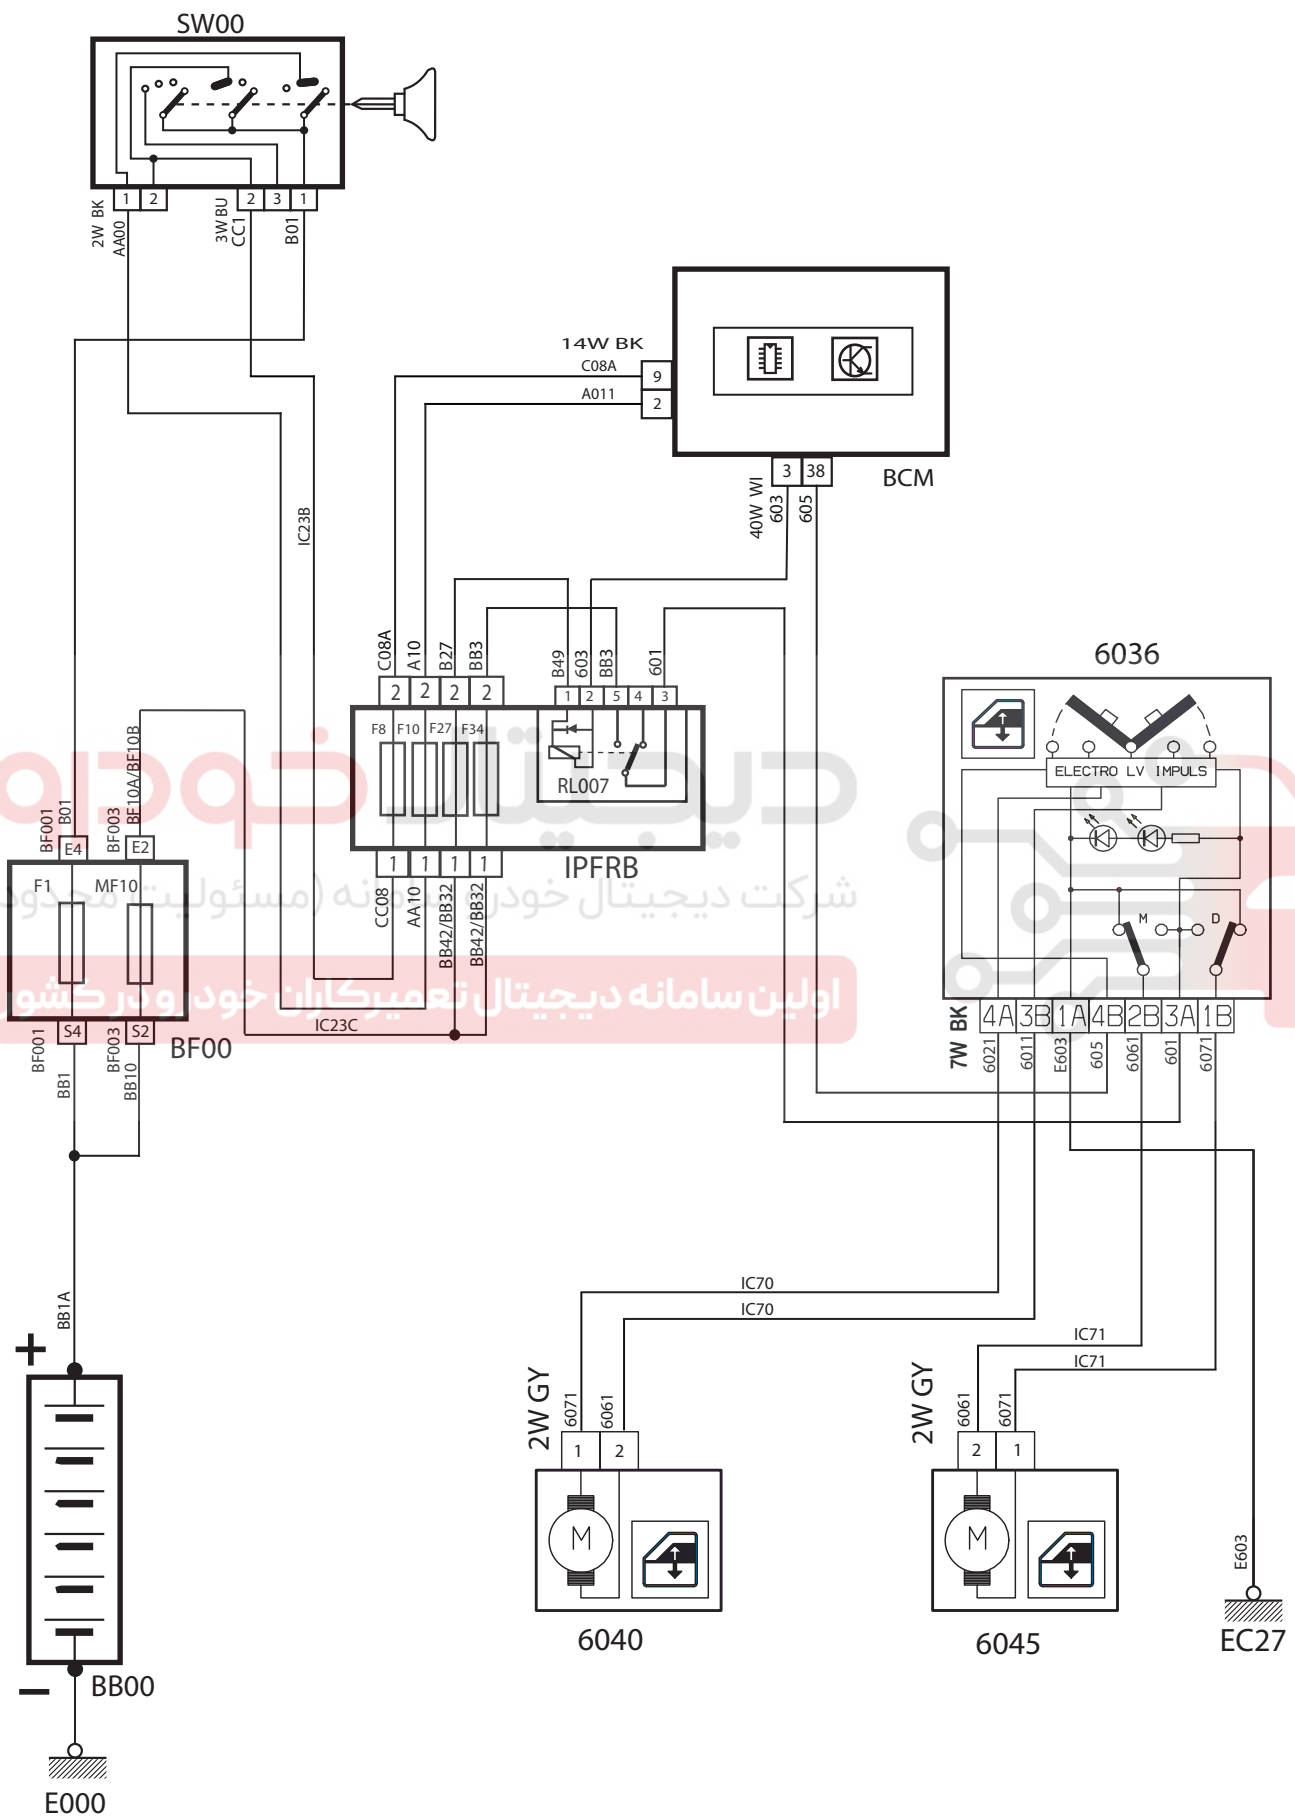 SW00
1 2 2 3 1
2W BK
AA00
3W BU
CC1
B01
14W BK
C08A
9
A011
2
BCM
3 38
40W WI
603
605
IC23B
C08A
A10
B27
BB3
B49
603
BB3
601
2 2 2 2
1 2 5 4 3
F8 F10 F27 F34
RL007
IPFRB
1 1 1 1
CC08
AA10
BB42/BB32
BB42/BB32
IC23C
6036
ELECTRO LV IMPULS
M D
7W BK
4A 3B 1A 4B 2B 3A 1B
6021
6011
E603
605
6061
601
6071
BF001
B01
BF003
BF10A/BF10B
E4 E2
F1 MF10
S4 S2
BF00
BF001
BB1
BF003
BB10
دیجیتال خودرو
شرکت دیجیتال خودرو سامانه (مسئولیت محدود
اولین سامانه دیجیتال تعمیرکاران خودرو در کشور
BB1A
+
−
BB00
E000
IC70
IC70
IC71
IC71
2W GY
6071
6061
1 2
M
6040
2W GY
6061
6071
2 1
M
6045
E603
EC27